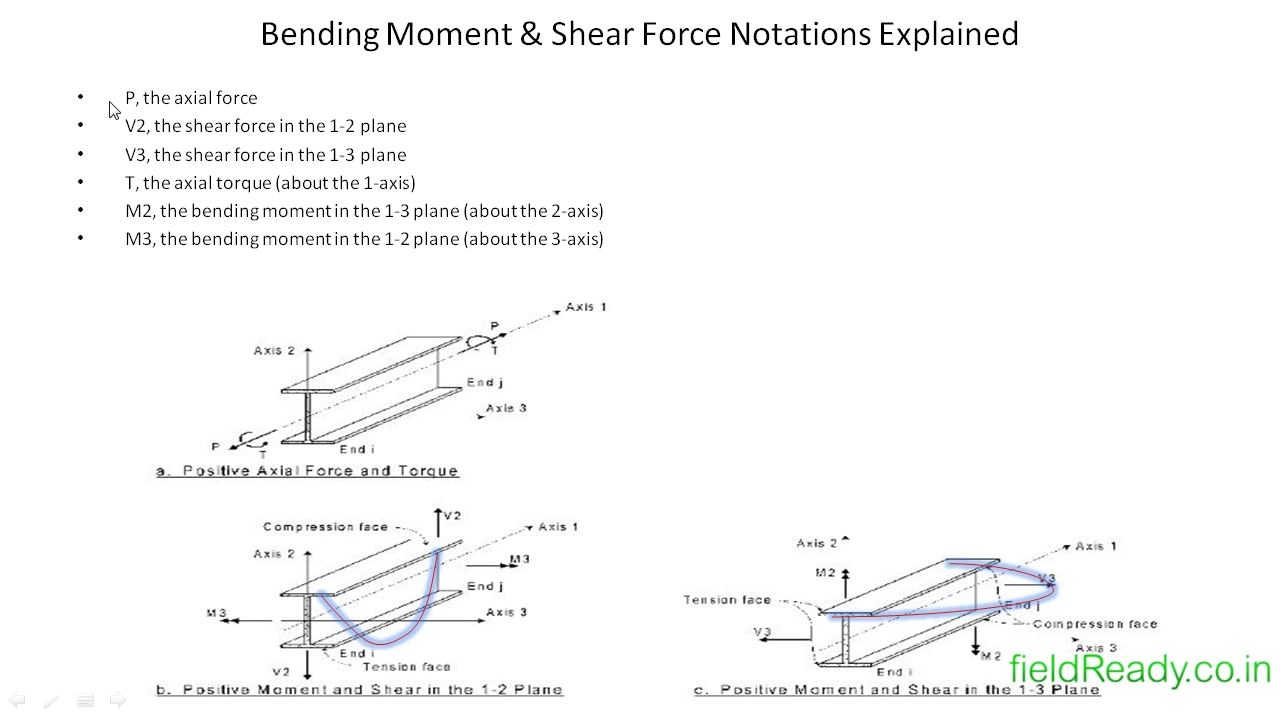 Bending Moment & Shear Force Notations Explained
• P, the axial force
• V2, the shear force in the 1-2 plane
• V3, the shear force in the 1-3 plane
• T, the axial torque (about the 1-axis)
• M2, the bending moment in the 1-3 plane (about the 2-axis)
• M3, the bending moment in the 1-2 plane (about the 3-axis)
Axis 1
P
Axis 2
T
End j
Axis 3
P
T
End i
a. Positive Axial Force and Torque
V2
Compression face
Axis 1
Axis 2
M3
End j
M3
Axis 3
End i
V2
Tension face
b. Positive Moment and Shear in the 1-2 Plane
Axis 2
Axis 1
M2
V3
Tension face
End j
Compression face
V3
Axis 3
M2
End i
fieldReady.co.in
c. Positive Moment and Shear in the 1-3 Plane